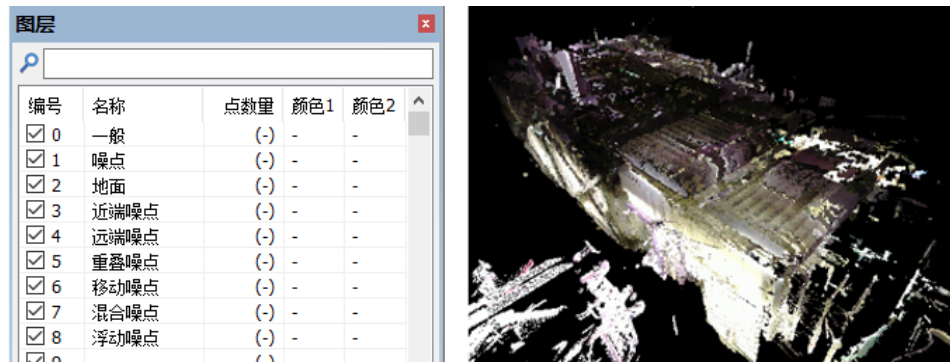 图层
编号 名称 点数量 颜色1 颜色2
0 一般 (-) - -
1 噪点 (-) - -
2 地面 (-) - -
3 近端噪点 (-) - -
4 远端噪点 (-) - -
5 重叠噪点 (-) - -
6 移动噪点 (-) - -
7 混合噪点 (-) - -
8 浮动噪点 (-) - -